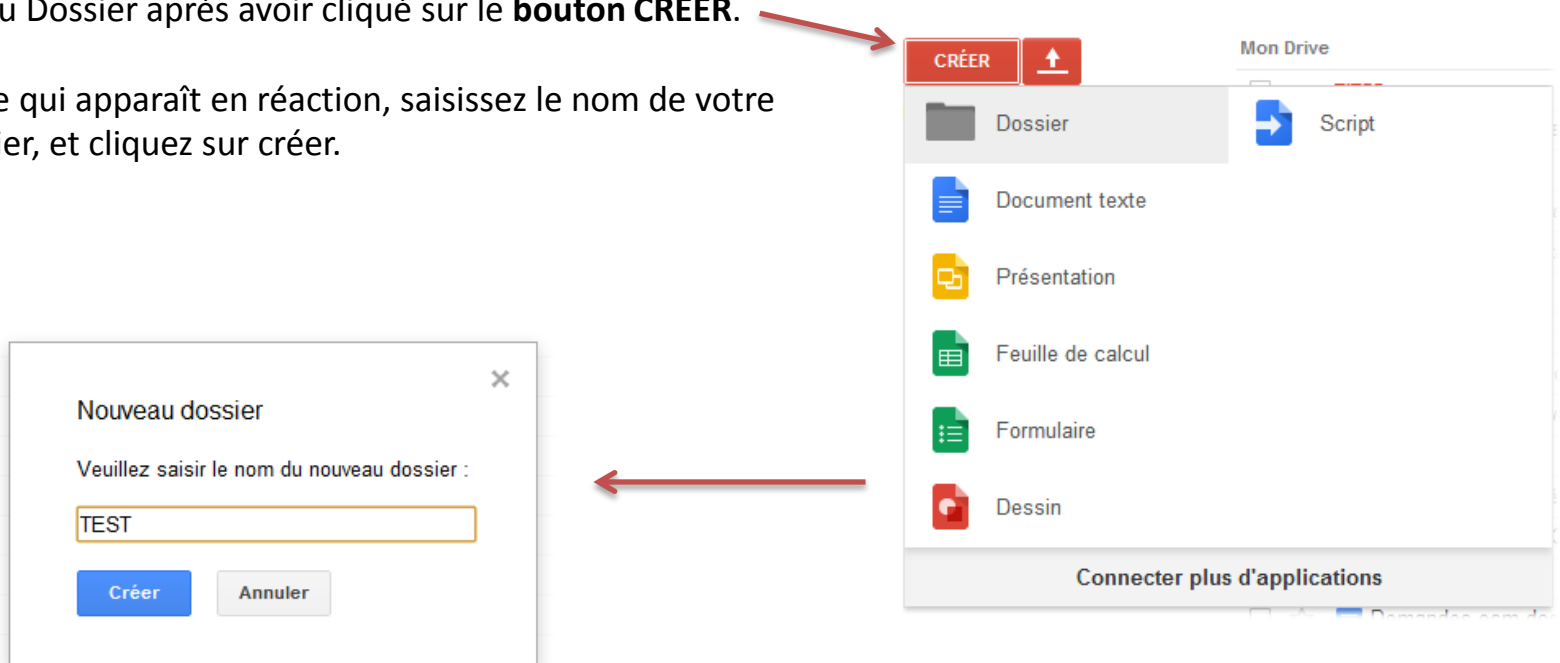 u Dossier après avoir cliqué sur le bouton CREER.
e qui apparaît en réaction, saisissez le nom de votre
ier, et cliquez sur créer.
CRÉER
Mon Drive
Dossier
Script
Document texte
Présentation
Feuille de calcul
Formulaire
Dessin
Connecter plus d'applications
Nouveau dossier
Veuillez saisir le nom du nouveau dossier :
TEST
Créer
Annuler